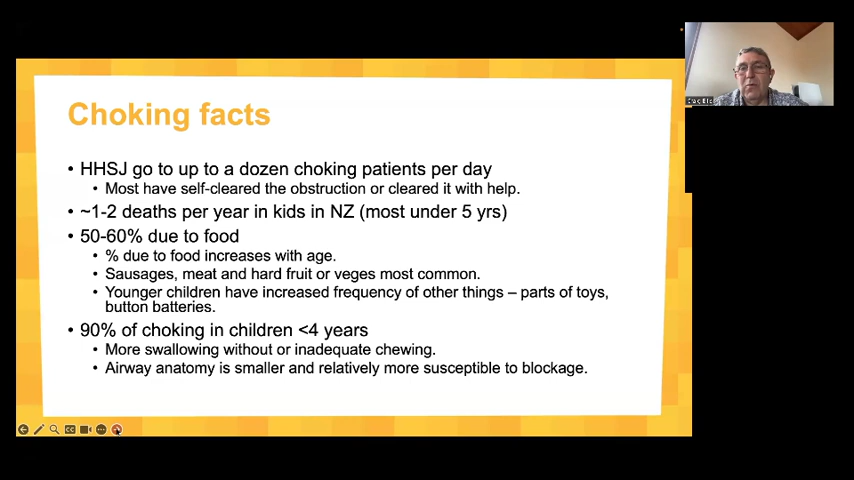 Choking facts
• HHSJ go to up to a dozen choking patients per day
• Most have self-cleared the obstruction or cleared it with help.
• ~1-2 deaths per year in kids in NZ (most under 5 yrs)
• 50-60% due to food
• % due to food increases with age.
• Sausages, meat and hard fruit or veges most common.
• Younger children have increased frequency of other things – parts of toys,
button batteries.
• 90% of choking in children <4 years
• More swallowing without or inadequate chewing.
• Airway anatomy is smaller and relatively more susceptible to blockage.